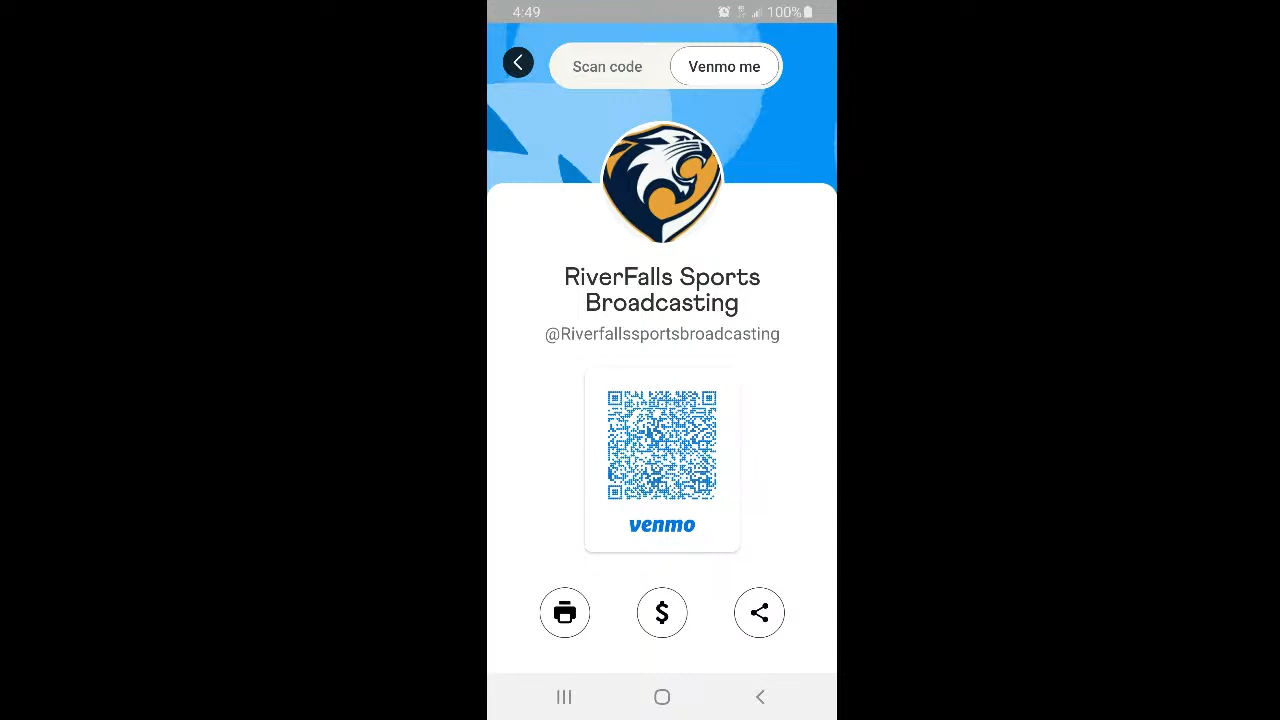 4:49
100%
Scan code
Venmo me
RiverFalls Sports
Broadcasting
@Riverfallssportsbroadcasting
venmo
$